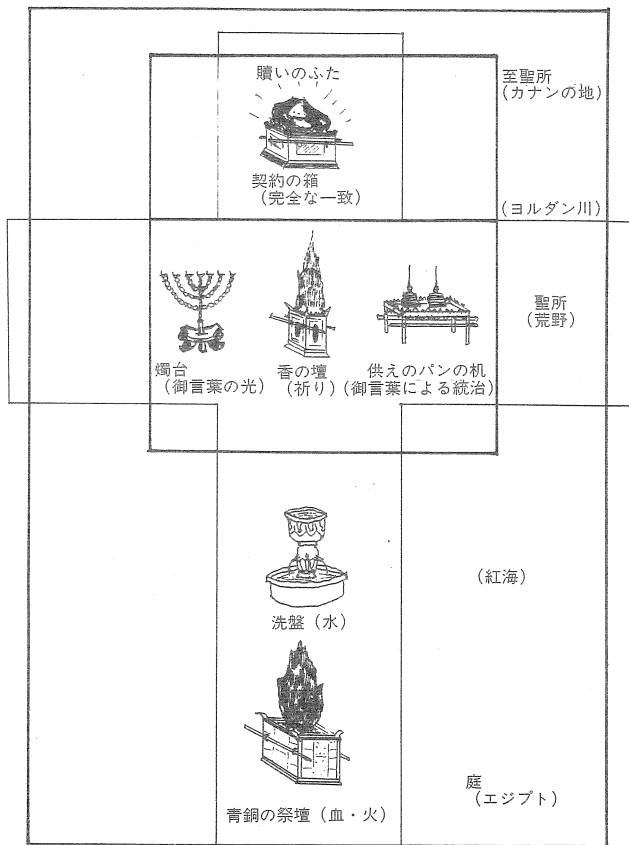 贖いのふた
至聖所
(カナンの地)
契約の箱
(完全な一致)
(ヨルダン川)
聖所
(荒野)
燭台
(御言葉の光)
香の壇
(祈り)
供えのパンの机
(御言葉による統治)
(紅海)
洗盤(水)
庭
(エジプト)
青銅の祭壇(血・火)